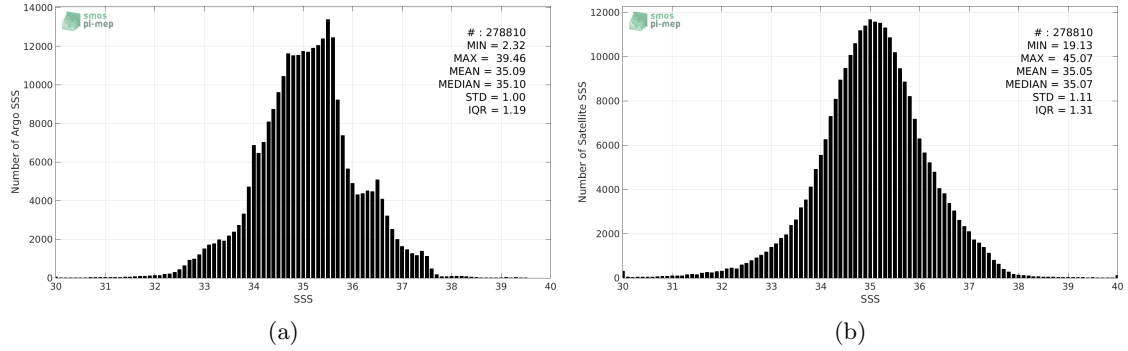 smos
pi-mep
# : 278810
MIN = 2.32
MAX = 39.46
MEAN = 35.09
MEDIAN = 35.10
STD = 1.00
IQR = 1.19
Number of Argo SSS
14000
12000
10000
8000
6000
4000
2000
0
30 31 32 33 34 35 36 37 38 39 40
SSS
(a)
smos
pi-mep
# : 278810
MIN = 19.13
MAX = 45.07
MEAN = 35.05
MEDIAN = 35.07
STD = 1.11
IQR = 1.31
Number of Satellite SSS
12000
10000
8000
6000
4000
2000
0
30 31 32 33 34 35 36 37 38 39 40
SSS
(b)